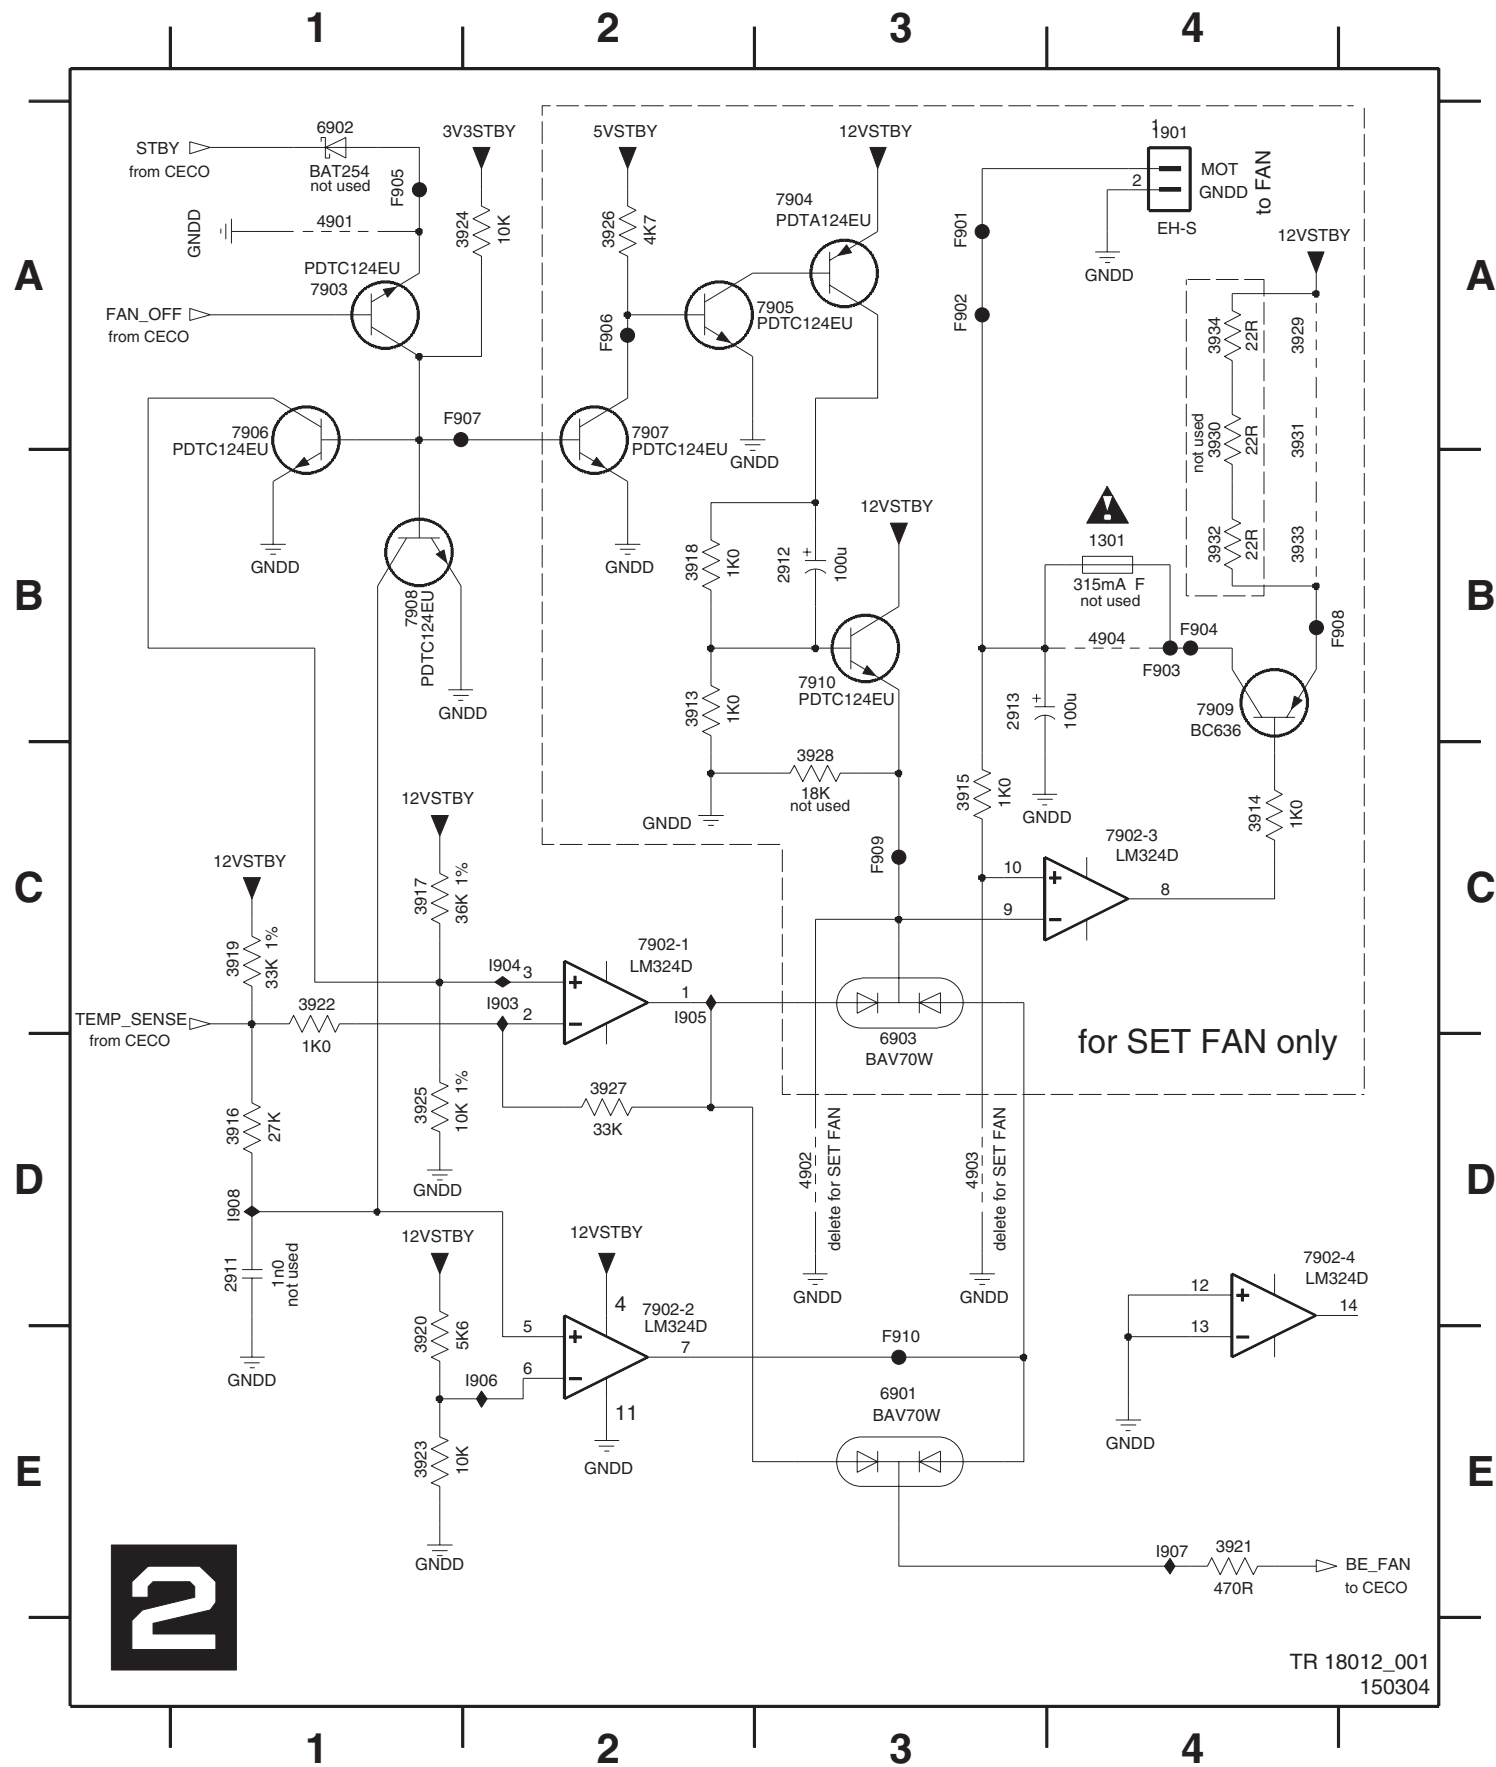 1
2
3
4
A
A
B
B
C
C
D
D
E
E
STBY
from CECO
6902
BAT254
not used
F905
3V3STBY
3924
10K
GNDD
4901
PDTC124EU
7903
FAN_OFF
from CECO
5VSTBY
3926
4K7
F906
12VSTBY
7904
PDTA124EU
7905
PDTC124EU
GNDD
F901
F902
1
1901
2
MOT
GNDD
to FAN
EH-S
GNDD
12VSTBY
3934
22R
3929
not used
3930
22R
3931
3932
22R
3933
7906
PDTC124EU
GNDD
F907
7907
PDTC124EU
GNDD
7908
PDTC124EU
GNDD
3918
1K0
2912
+
100u
12VSTBY
7910
PDTC124EU
3913
1K0
3928
18K
not used
GNDD
1301
315mA F
not used
4904
F904
F903
F908
2913
+
100u
GNDD
7909
BC636
3915
1K0
3914
1K0
12VSTBY
3917
36K 1%
12VSTBY
3919
33K 1%
F909
7902-3
LM324D
10
+
9
−
8
TEMP_SENSE
from CECO
3922
1K0
I904
3
+
I903
2
−
7902-1
LM324D
1
I905
6903
BAV70W
for SET FAN only
3916
27K
3925
10K 1%
GNDD
3927
33K
4902
delete for SET FAN
GNDD
4903
delete for SET FAN
GNDD
I908
2911
1n0
not used
GNDD
12VSTBY
3920
5K6
I906
3923
10K
GNDD
12VSTBY
4
7902-2
LM324D
5
+
6
−
7
11
GNDD
F910
6901
BAV70W
7902-4
LM324D
12
+
13
−
14
GNDD
I907
3921
470R
BE_FAN
to CECO
2
TR 18012_001
150304
1
2
3
4